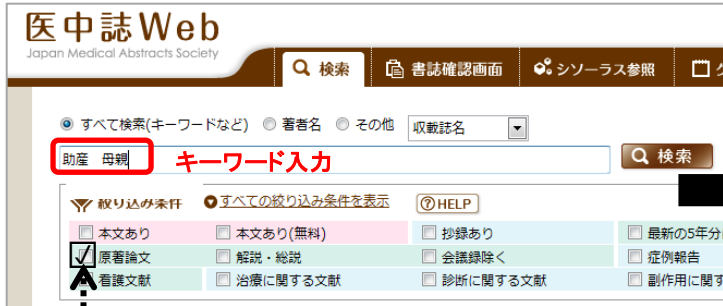 医中誌Web
Japan Medical Abstracts Society
検索 書誌確認画面 シソーラス参照
すべて検索(キーワードなど) 著者名 その他 収載誌名
助産 母親 キーワード入力 検索
絞り込み条件 すべての絞り込み条件を表示 ?HELP
本文あり 本文あり(無料) 抄録あり 最新の5年分
原著論文 解説・総説 会議録除く 症例報告
看護文献 治療に関する文献 診断に関する文献 副作用に関す